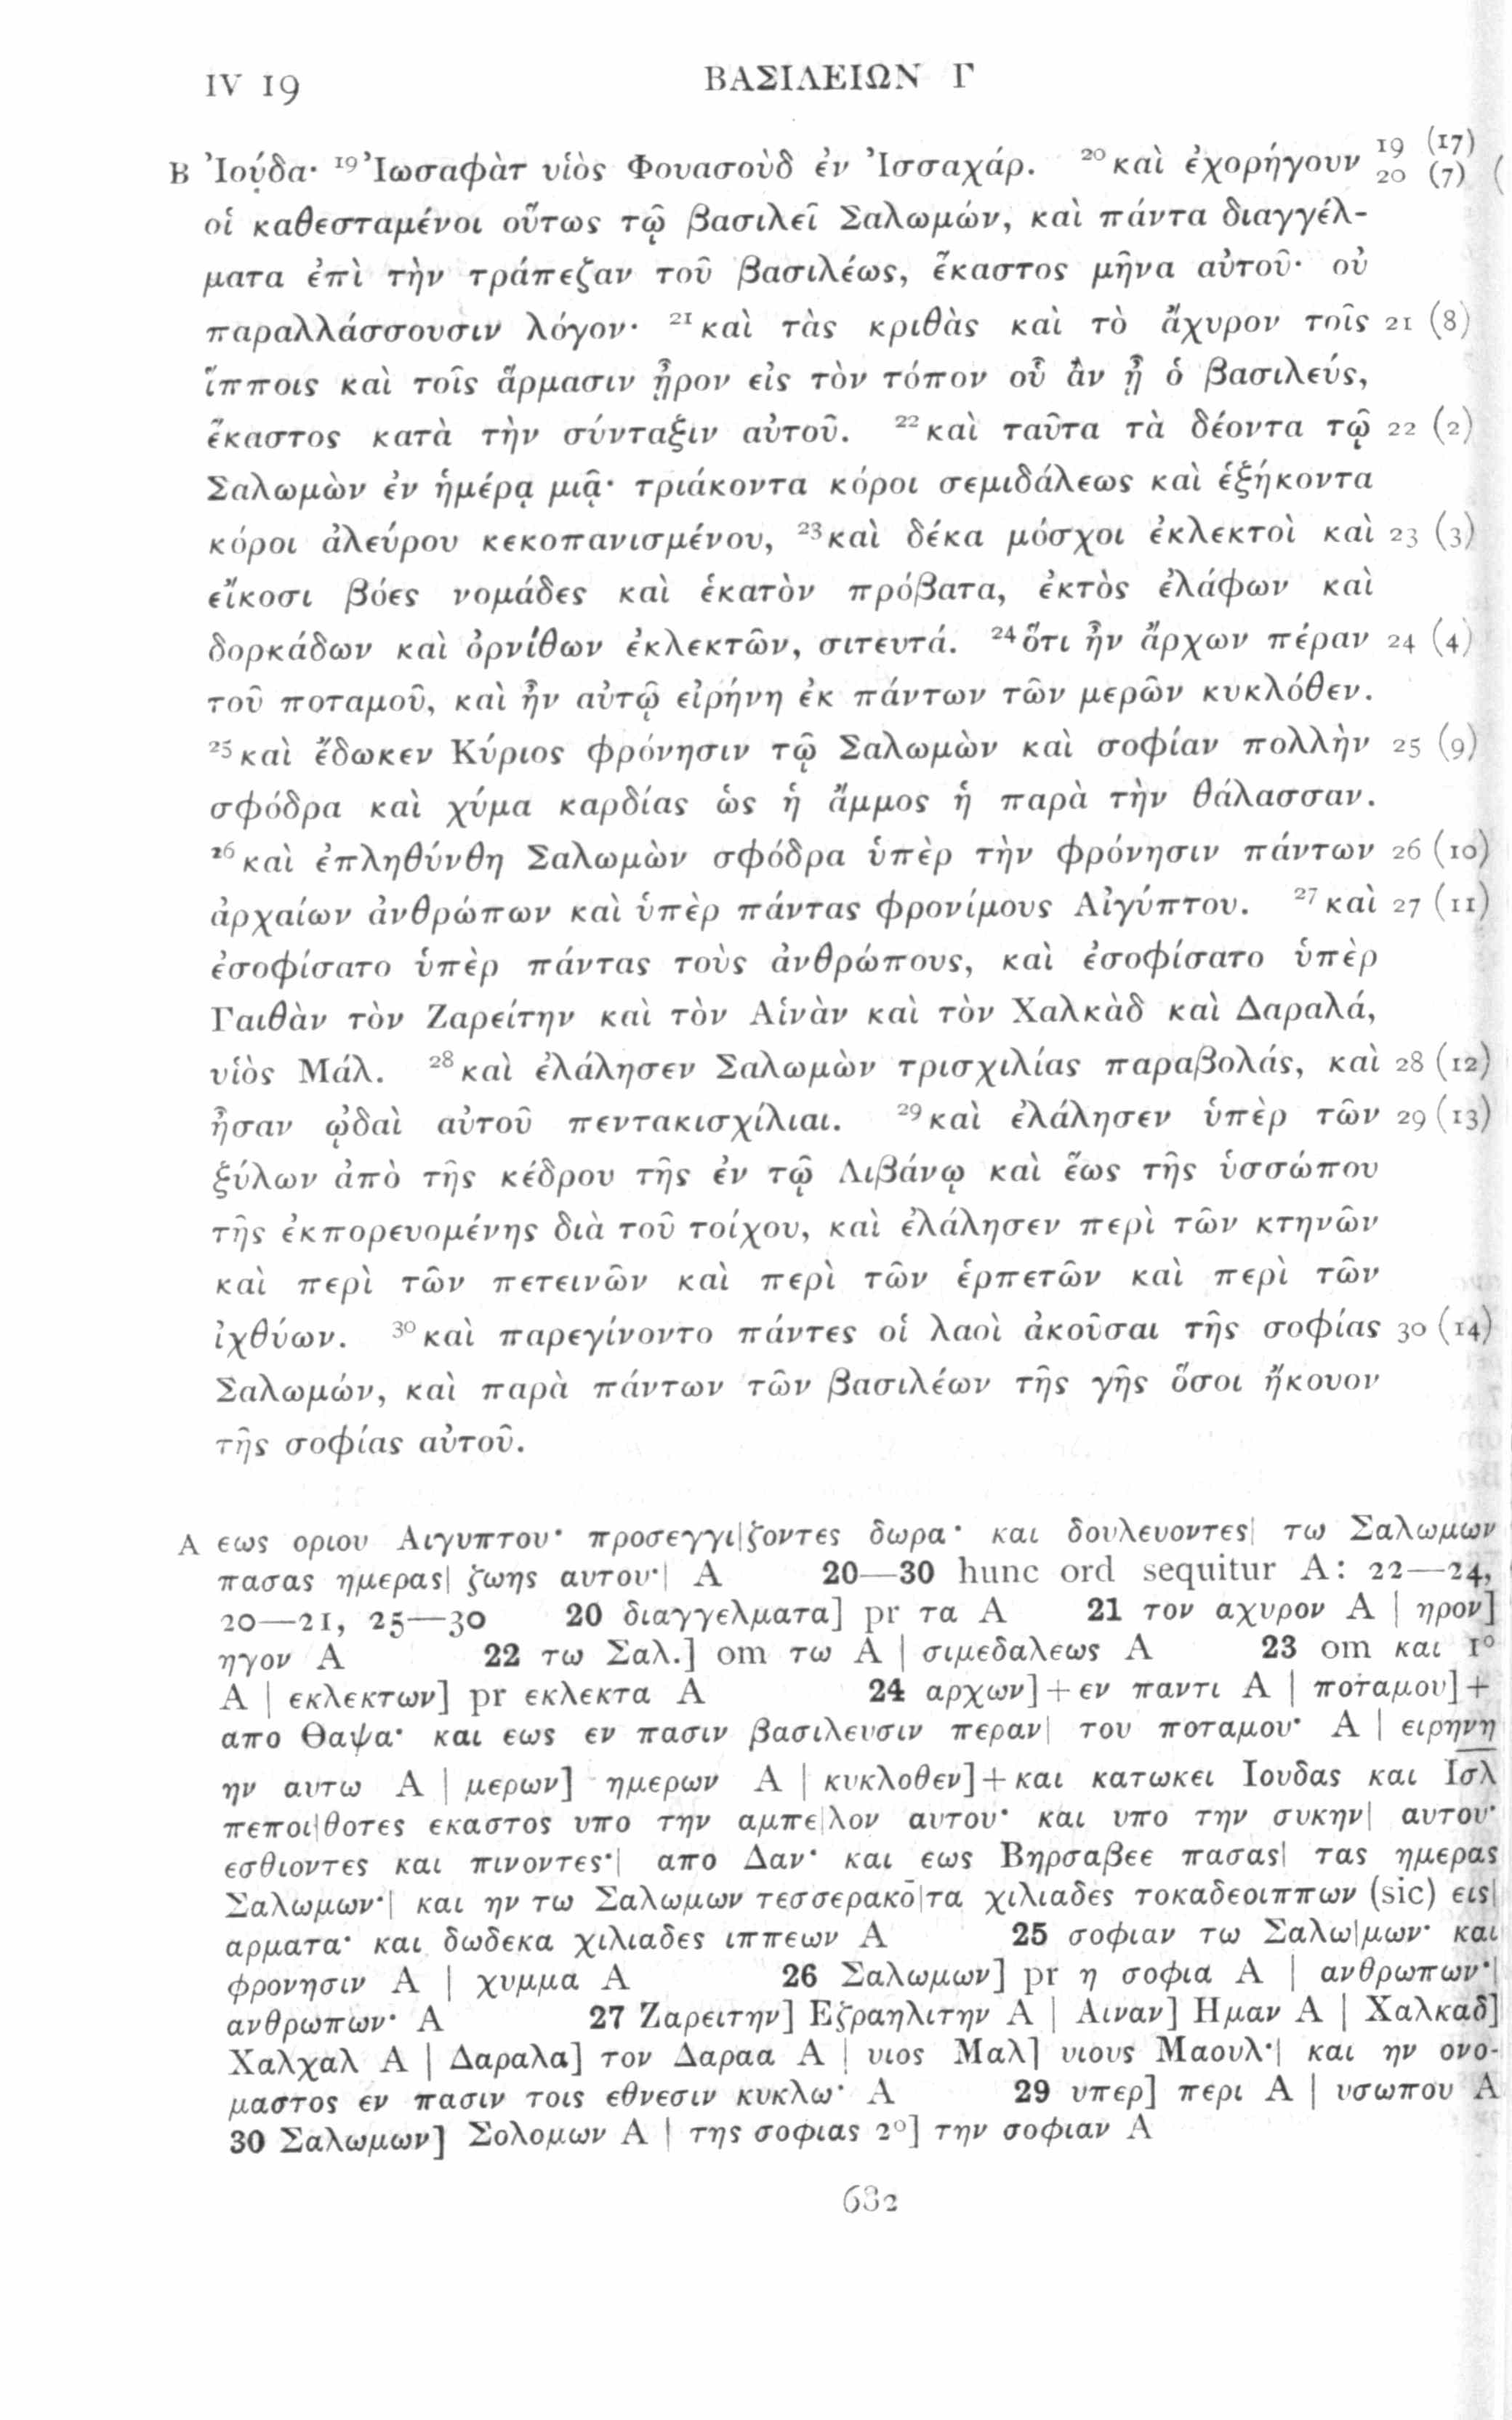 IV 19 ΒΑΣΙΛΕΙΩΝ Γ
B Ἰούδα· ¹⁹Ἰωσαφὰτ υἱὸς Φουασοὺδ ἐν Ἰσσαχάρ. ²⁰καὶ ἐχορήγουν 19 (17) 20 (7)
οἱ καθεσταμένοι οὕτως τῷ βασιλεῖ Σαλωμών, καὶ πάντα διαγγέλ-
ματα ἐπὶ τὴν τράπεζαν τοῦ βασιλέως, ἕκαστος μῆνα αὐτοῦ· οὐ
παραλλάσσουσιν λόγον· ²¹καὶ τὰς κριθὰς καὶ τὸ ἄχυρον τοῖς 21 (8)
ἵπποις καὶ τοῖς ἅρμασιν ᾖρον εἰς τὸν τόπον οὗ ἂν ᾖ ὁ βασιλεύς,
ἕκαστος κατὰ τὴν σύνταξιν αὐτοῦ. ²²καὶ ταῦτα τὰ δέοντα τῷ 22 (2)
Σαλωμὼν ἐν ἡμέρᾳ μιᾷ· τριάκοντα κόροι σεμιδάλεως καὶ ἑξήκοντα
κόροι ἀλεύρου κεκοπανισμένου, ²³καὶ δέκα μόσχοι ἐκλεκτοὶ καὶ 23 (3)
εἴκοσι βόες νομάδες καὶ ἑκατὸν πρόβατα, ἐκτὸς ἐλάφων καὶ
δορκάδων καὶ ὀρνίθων ἐκλεκτῶν, σιτευτά. ²⁴ὅτι ἦν ἄρχων πέραν 24 (4)
τοῦ ποταμοῦ, καὶ ἦν αὐτῷ εἰρήνη ἐκ πάντων τῶν μερῶν κυκλόθεν.
²⁵καὶ ἔδωκεν Κύριος φρόνησιν τῷ Σαλωμὼν καὶ σοφίαν πολλὴν 25 (9)
σφόδρα καὶ χύμα καρδίας ὡς ἡ ἄμμος ἡ παρὰ τὴν θάλασσαν.
²⁶καὶ ἐπληθύνθη Σαλωμὼν σφόδρα ὑπὲρ τὴν φρόνησιν πάντων 26 (10)
ἀρχαίων ἀνθρώπων καὶ ὑπὲρ πάντας φρονίμους Αἰγύπτου. ²⁷καὶ 27 (11)
ἐσοφίσατο ὑπὲρ πάντας τοὺς ἀνθρώπους, καὶ ἐσοφίσατο ὑπὲρ
Γαιθὰν τὸν Ζαρείτην καὶ τὸν Αἱνὰν καὶ τὸν Χαλκὰδ καὶ Δαραλά,
υἱὸς Μάλ. ²⁸καὶ ἐλάλησεν Σαλωμὼν τρισχιλίας παραβολάς, καὶ 28 (12)
ἦσαν ᾠδαὶ αὐτοῦ πεντακισχίλιαι. ²⁹καὶ ἐλάλησεν ὑπὲρ τῶν 29 (13)
ξύλων ἀπὸ τῆς κέδρου τῆς ἐν τῷ Λιβάνῳ καὶ ἕως τῆς ὑσσώπου
τῆς ἐκπορευομένης διὰ τοῦ τοίχου, καὶ ἐλάλησεν περὶ τῶν κτηνῶν
καὶ περὶ τῶν πετεινῶν καὶ περὶ τῶν ἑρπετῶν καὶ περὶ τῶν
ἰχθύων. ³⁰καὶ παρεγίνοντο πάντες οἱ λαοὶ ἀκοῦσαι τῆς σοφίας 30 (14)
Σαλωμών, καὶ παρὰ πάντων τῶν βασιλέων τῆς γῆς ὅσοι ἤκουον
τῆς σοφίας αὐτοῦ.
A εως οριου Αιγυπτου· προσεγγι|ζοντες δωρα· και δουλευοντες| τω Σαλωμων
πασας ημερας| ζωης αυτου·| A 20—30 hunc ord sequitur A: 22—24,
20—21, 25—30 20 διαγγελματα] pr τα A 21 τον αχυρον A | ηρον]
ηγον A 22 τω Σαλ.] om τω A | σιμεδαλεως A 23 om και 1°
A | εκλεκτων] pr εκλεκτα A 24 αρχων]+εν παντι A | ποταμου]+
απο Θαψα· και εως εν πασιν βασιλευσιν περαν| του ποταμου· A | ειρηνη
ην αυτω A | μερων] ημερων A | κυκλοθεν]+και κατωκει Ιουδας και Ισ̅λ̅
πεποι|θοτες εκαστος υπο την αμπε|λον αυτου· και υπο την συκην| αυτου·
εσθιοντες και πινοντες·| απο Δαν· και εως Βηρσαβεε πασας| τας ημερας
Σαλωμων·| και ην τω Σαλωμων τεσσερακο̅|τα χιλιαδες τοκαδεοιππων (sic) εις|
αρματα· και δωδεκα χιλιαδες ιππεων A 25 σοφιαν τω Σαλω|μων· και
φρονησιν A | χυμμα A 26 Σαλωμων] pr η σοφια A | ανθρωπων·|
ανθρωπων· A 27 Ζαρειτην] Εζραηλιτην A | Αιναν] Ημαν A | Χαλκαδ]
Χαλχαλ A | Δαραλα] τον Δαραα A | υιος Μαλ] υιους Μαουλ·| και ην ονο-
μαστος εν πασιν τοις εθνεσιν κυκλω· A 29 υπερ] περι A | υσωπου A
30 Σαλωμων] Σολομων A | της σοφιας 2°] την σοφιαν A
682